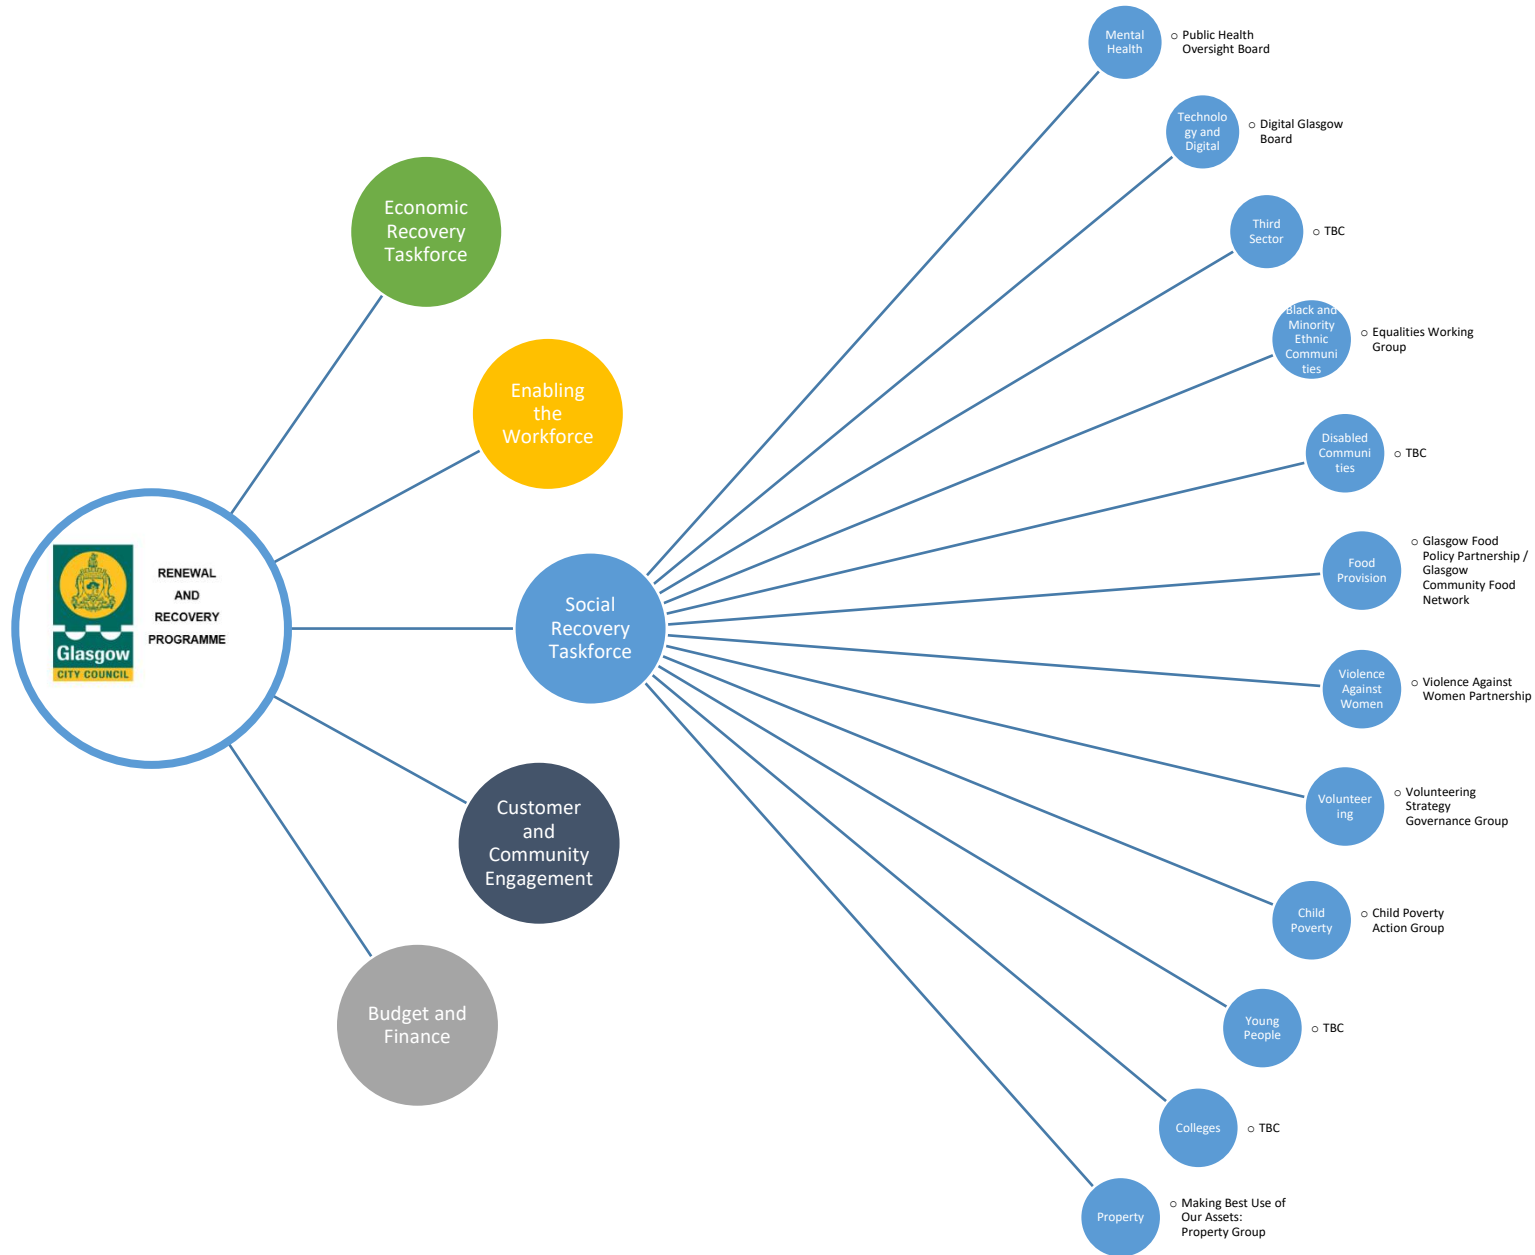 Mental
Health
○ Public Health
Oversight Board
Technolo
gy and
Digital
○ Digital Glasgow
Board
Third
Sector
○ TBC
Black and
Minority
Ethnic
Communi
ties
○ Equalities Working
Group
Disabled
Communi
ties
○ TBC
Food
Provision
○ Glasgow Food
Policy Partnership /
Glasgow
Community Food
Network
Violence
Against
Women
○ Violence Against
Women Partnership
Volunteer
ing
○ Volunteering
Strategy
Governance Group
Child
Poverty
○ Child Poverty
Action Group
Young
People
○ TBC
Colleges
○ TBC
Property
○ Making Best Use of
Our Assets:
Property Group
Economic
Recovery
Taskforce
Enabling
the
Workforce
Social
Recovery
Taskforce
Customer
and
Community
Engagement
Budget and
Finance
RENEWAL
AND
RECOVERY
PROGRAMME
Glasgow
CITY COUNCIL